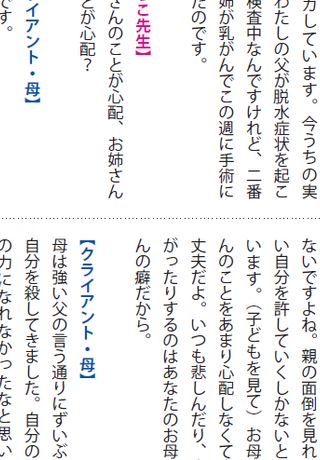 力しています。今うちの実
わたしの父が脱水症状を起こ
検査中なんですけれど、二番
姉が乳がんでこの週に手術に
たのです。
こ先生】
さんのことが心配、お姉さん
とが心配？
イアント・母】
です。
ないですよね。親の面倒を見れ
い自分を許していくしかないと
います。（子どもを見て）お母
んのことをあまり心配しなくて
丈夫だよ。いつも悲しんだり、
がったりするのはあなたのお母
んの癖だから。
【クライアント・母】
母は強い父の言う通りにずいぶ
自分を殺してきました。自分の
の力になれなかったなと思い